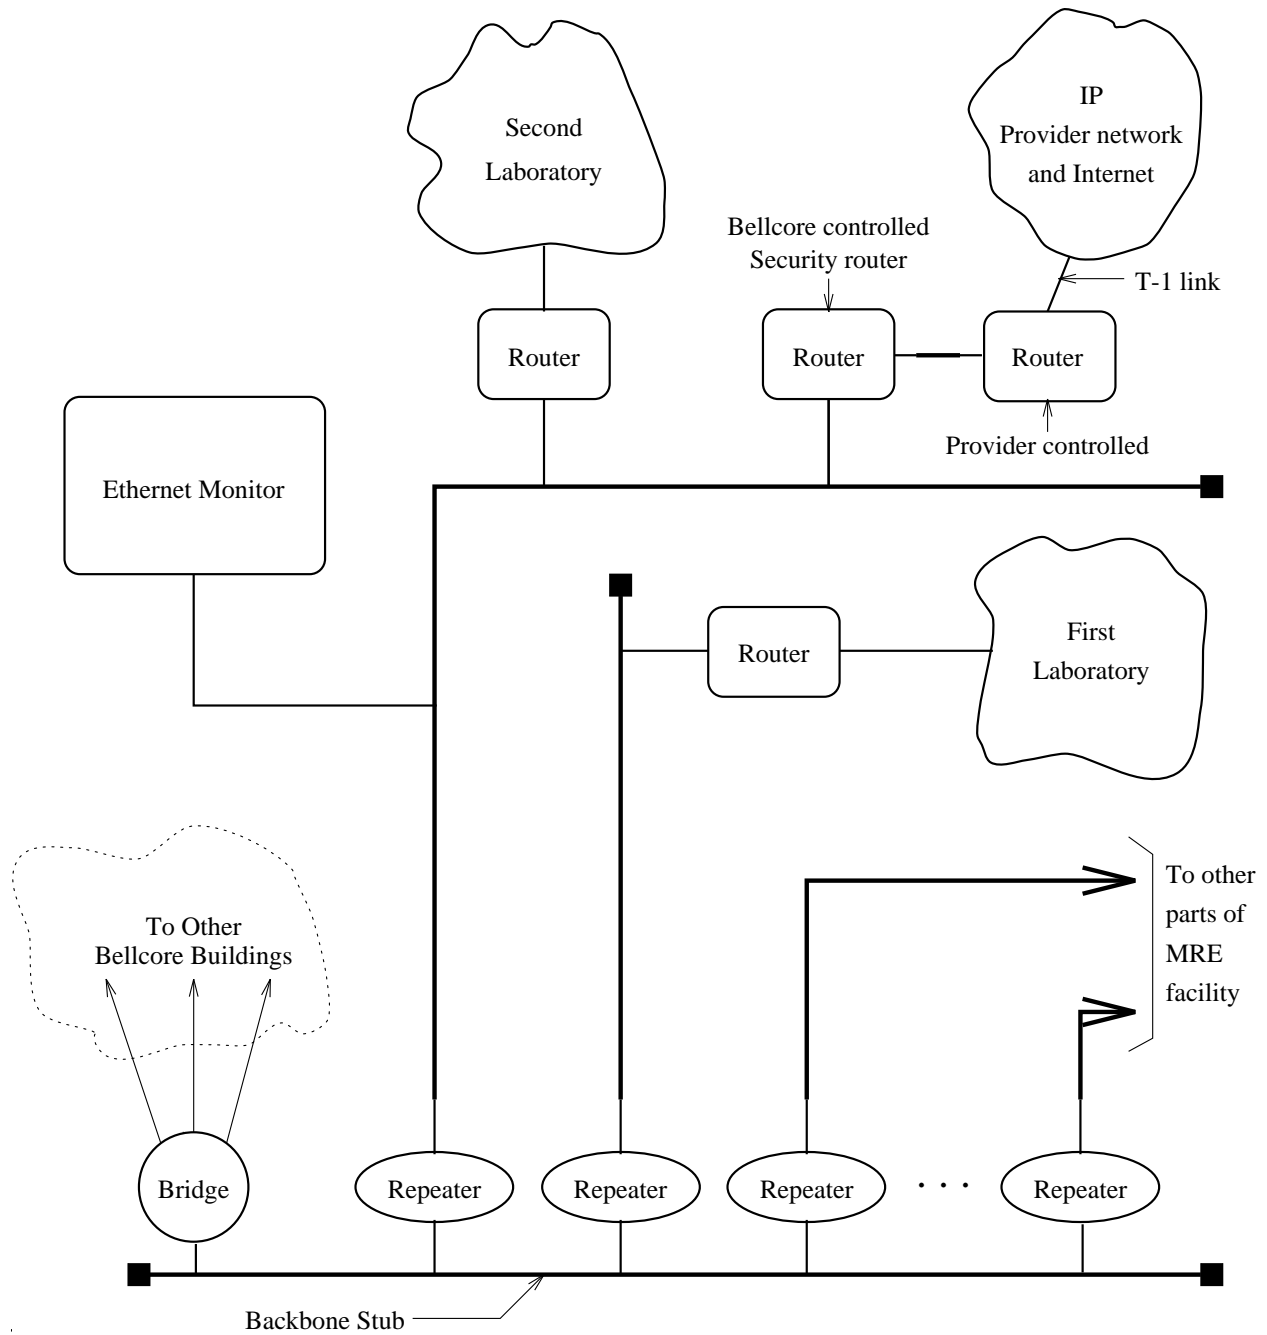 Second
Laboratory
IP
Provider network
and Internet
Bellcore controlled
Security router
T-1 link
Router
Router
Router
Provider controlled
Ethernet Monitor
First
Laboratory
Router
To other
parts of
MRE
facility
To Other
Bellcore Buildings
Bridge
Repeater
Repeater
Repeater
. . .
Repeater
Backbone Stub